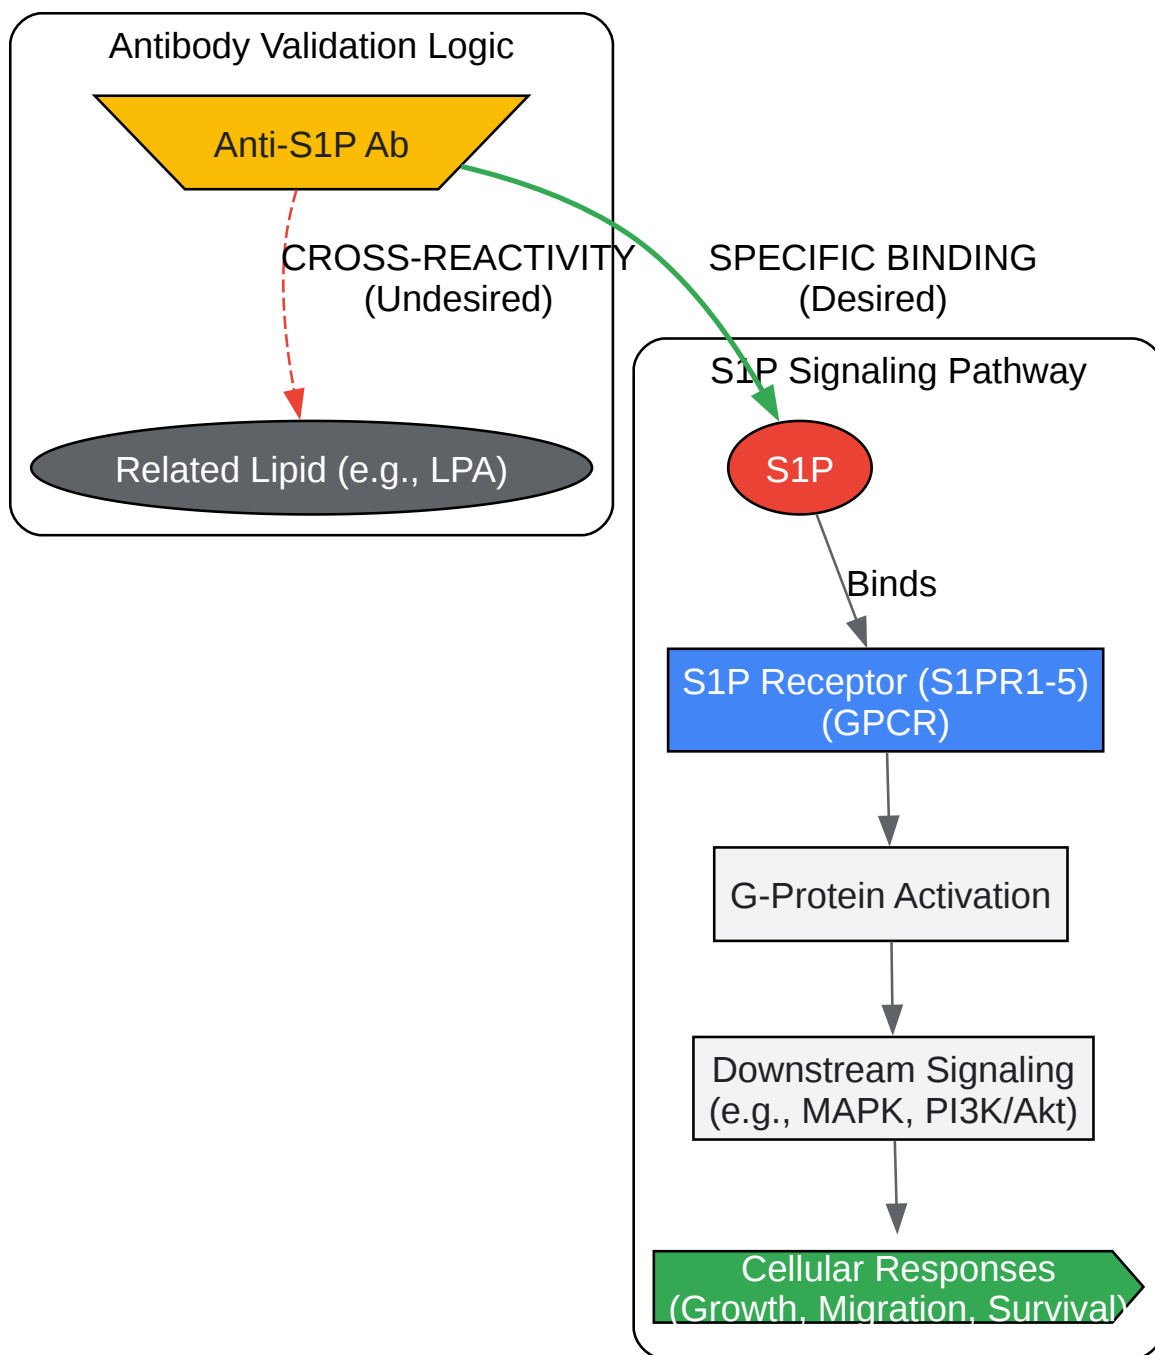 Antibody Validation Logic
Anti-S1P Ab
CROSS-REACTIVITY
(Undesired)
SPECIFIC BINDING
(Desired)
Related Lipid (e.g., LPA)
S1P Signaling Pathway
S1P
Binds
S1P Receptor (S1PR1-5)
(GPCR)
G-Protein Activation
Downstream Signaling
(e.g., MAPK, PI3K/Akt)
Cellular Responses
(Growth, Migration, Survival)